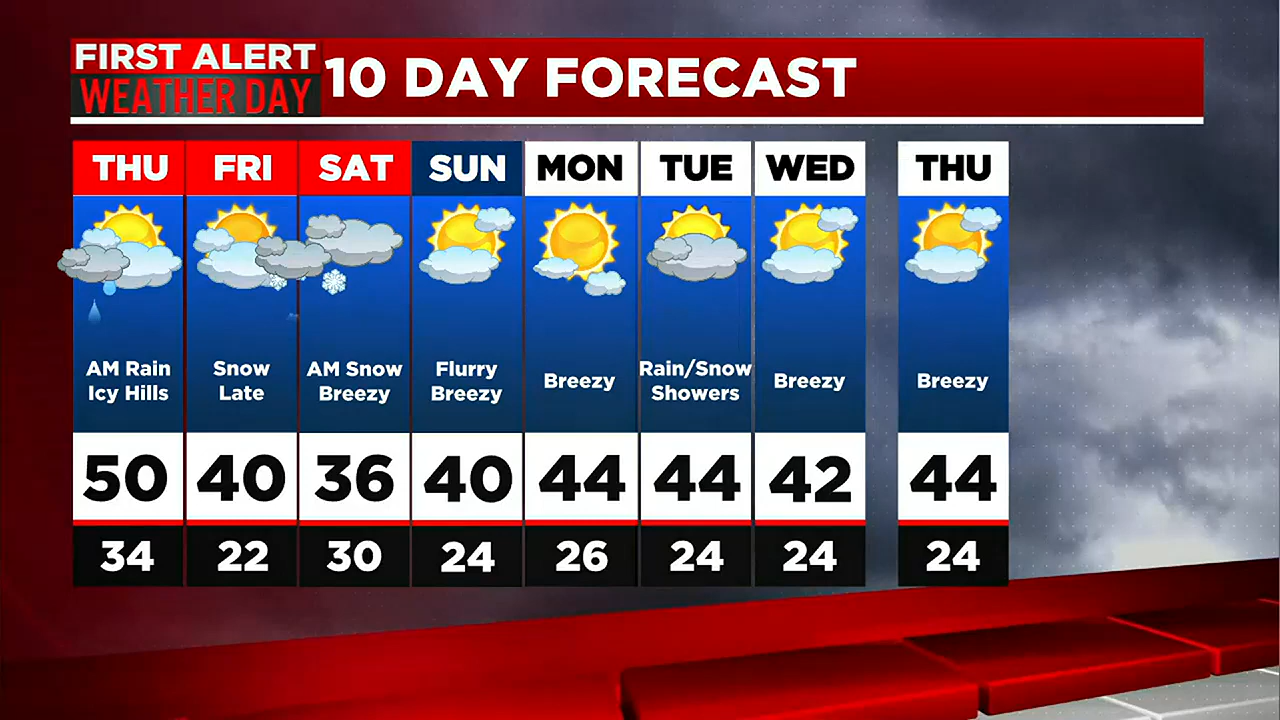 FIRST ALERT
WEATHER DAY
10 DAY FORECAST
THU FRI SAT SUN MON TUE WED THU
AM Rain
Icy Hills
Snow
Late
AM Snow
Breezy
Flurry
Breezy
Breezy
Rain/Snow
Showers
Breezy
Breezy
50 40 36 40 44 44 42 44
34 22 30 24 26 24 24 24